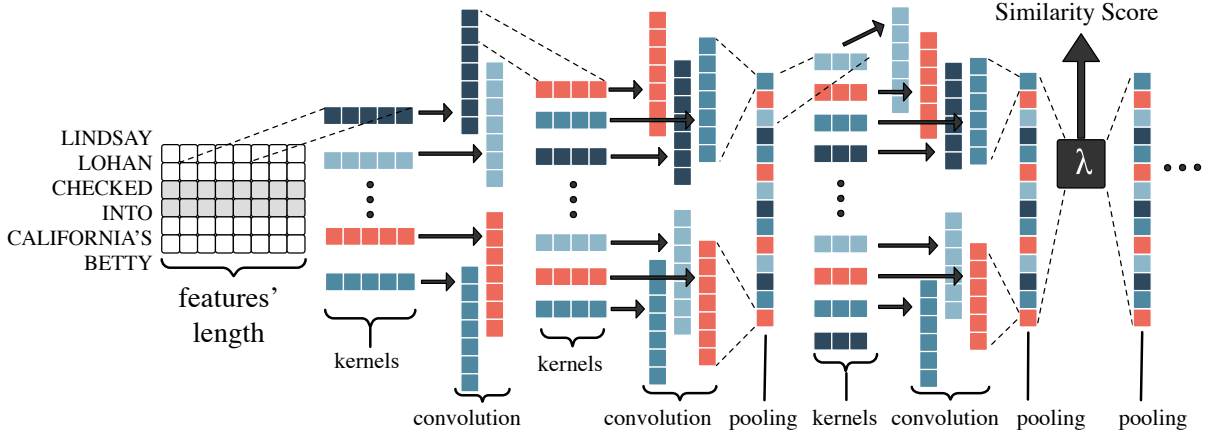 Similarity Score
LINDSAY
LOHAN
CHECKED
INTO
CALIFORNIA'S
BETTY
λ
features'
length
kernels
kernels
convolution
convolution
pooling
kernels
convolution
pooling
pooling